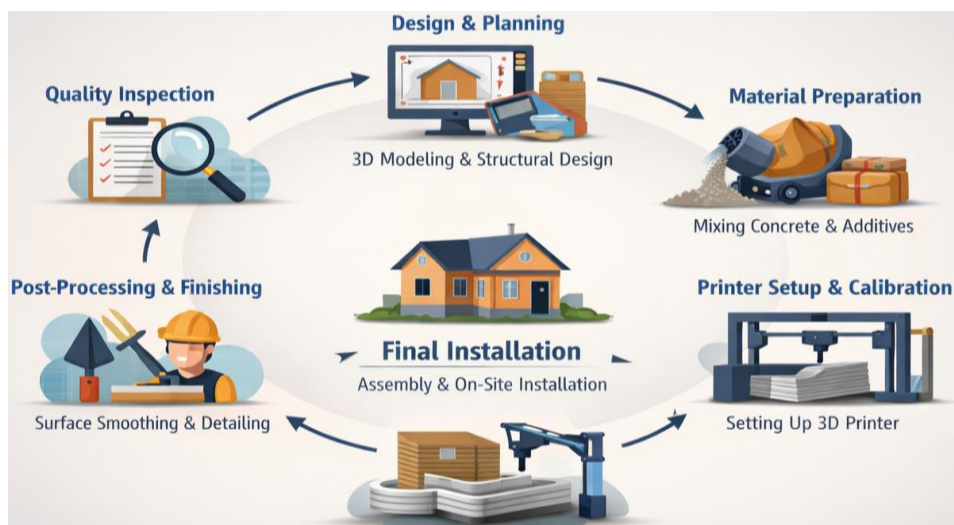 Design & Planning
3D Modeling & Structural Design
Material Preparation
Mixing Concrete & Additives
Printer Setup & Calibration
Setting Up 3D Printer
Post-Processing & Finishing
Surface Smoothing & Detailing
Quality Inspection
Final Installation
Assembly & On-Site Installation